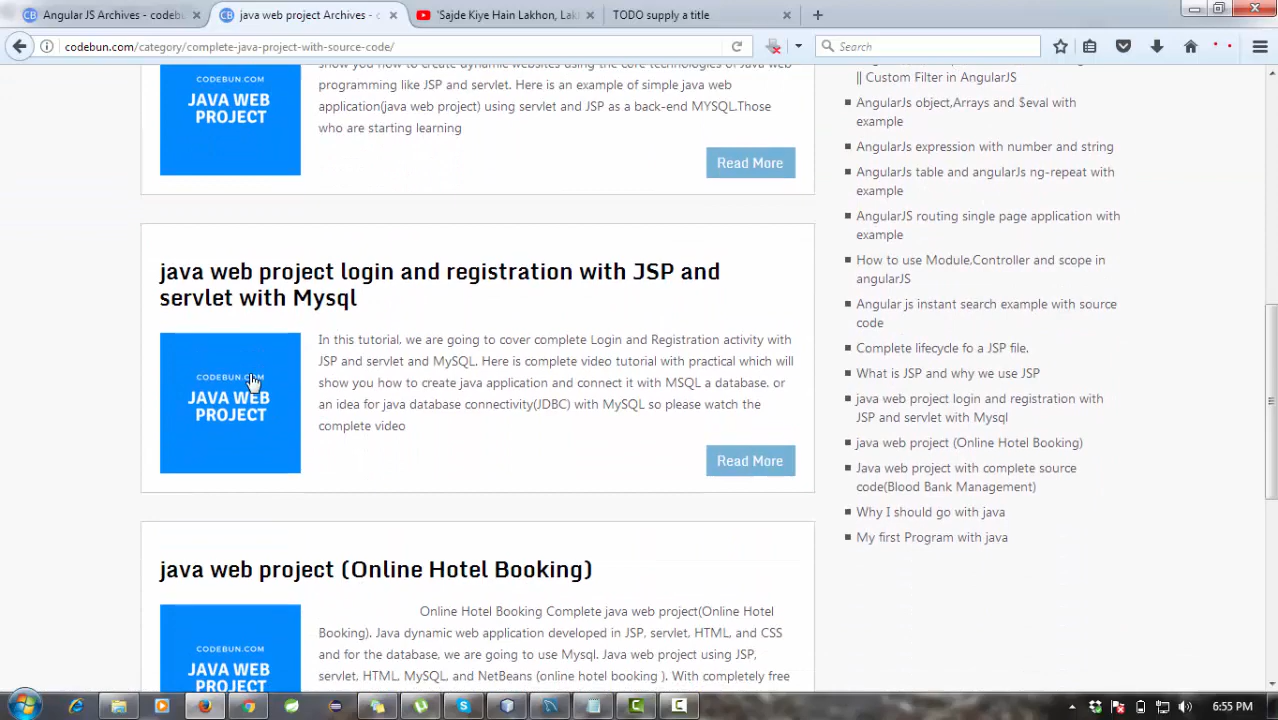 Angular JS Archives - codebu
java web project Archives - c
'Sajde Kiye Hain Lakhon, Lak
TODO supply a title
codebun.com/category/complete-java-project-with-source-code/
Search
show you how to create dynamic websites using the core technologies of Java web
programming like JSP and servlet. Here is an example of simple java web
application(java web project) using servlet and JSP as a back-end MYSQL.Those
who are starting learning
CODEBUN.COM
JAVA WEB
PROJECT
Read More
java web project login and registration with JSP and
servlet with Mysql
In this tutorial, we are going to cover complete Login and Registration activity with
JSP and servlet and MySQL. Here is complete video tutorial with practical which will
show you how to create java application and connect it with MSQL a database. or
an idea for java database connectivity(JDBC) with MySQL so please watch the
complete video
CODEBUN.COM
JAVA WEB
PROJECT
Read More
java web project (Online Hotel Booking)
Online Hotel Booking Complete java web project(Online Hotel
Booking). Java dynamic web application developed in JSP, servlet, HTML, and CSS
and for the database, we are going to use Mysql. Java web project using JSP,
servlet, HTML, MySQL, and NetBeans (online hotel booking ). With completely free
CODEBUN.COM
JAVA WEB
PROJECT
|| Custom Filter in AngularJS
AngularJs object,Arrays and $eval with
example
AngularJs expression with number and string
AngularJs table and angularJs ng-repeat with
example
AngularJS routing single page application with
example
How to use Module,Controller and scope in
angularJS
Angular js instant search example with source
code
Complete lifecycle fo a JSP file.
What is JSP and why we use JSP
java web project login and registration with
JSP and servlet with Mysql
java web project (Online Hotel Booking)
Java web project with complete source
code(Blood Bank Management)
Why I should go with java
My first Program with java
6:55 PM